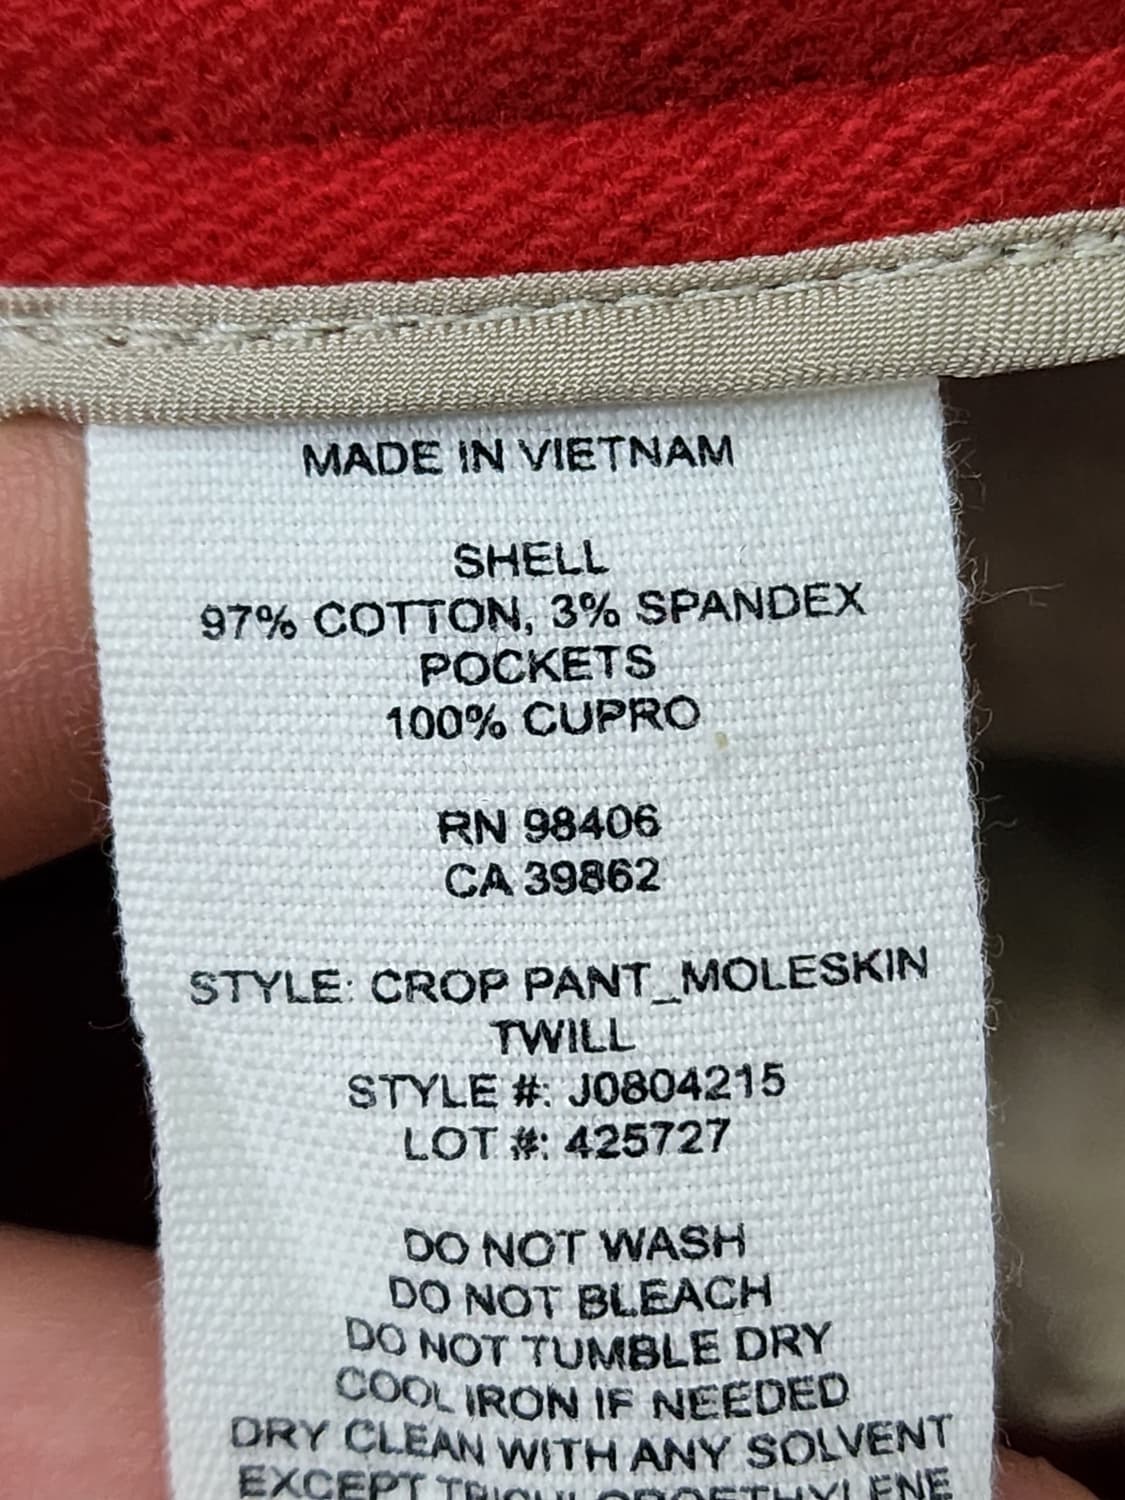 MADE IN VIETNAM
SHELL
97% COTTON, 3% SPANDEX
POCKETS
100% CUPRO
RN 98406
CA 39862
STYLE: CROP PANT_MOLESKIN
TWILL
STYLE #: J0804215
LOT #: 425727
DO NOT WASH
DO NOT BLEACH
DO NOT TUMBLE DRY
COOL IRON IF NEEDED
DRY CLEAN WITH ANY SOLVENT
EXCEPT TRICHLOROETHYLENE